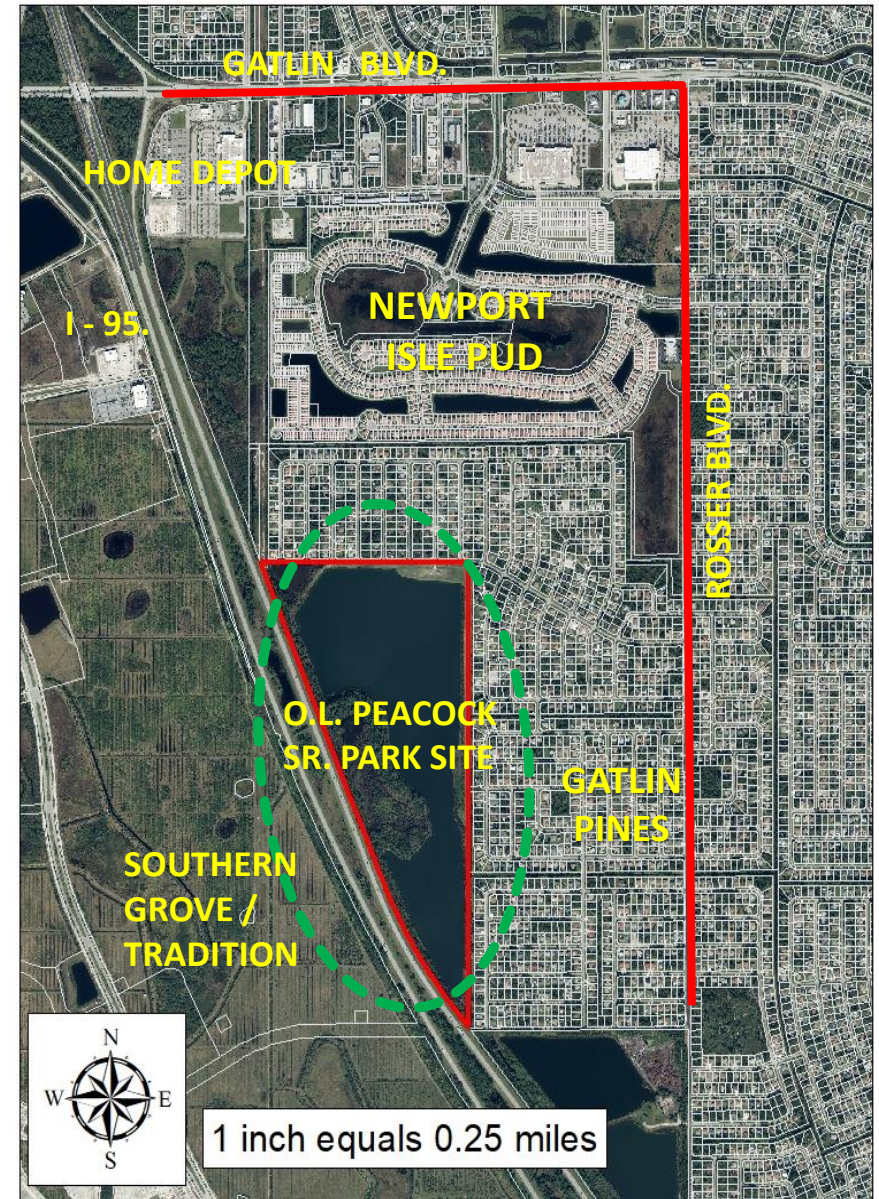 GATLIN BLVD.
HOME DEPOT
I - 95.
NEWPORT
ISLE PUD
ROSSER BLVD.
O.L. PEACOCK
SR. PARK SITE
GATLIN
PINES
SOUTHERN
GROVE /
TRADITION
N
W E
S
1 inch equals 0.25 miles